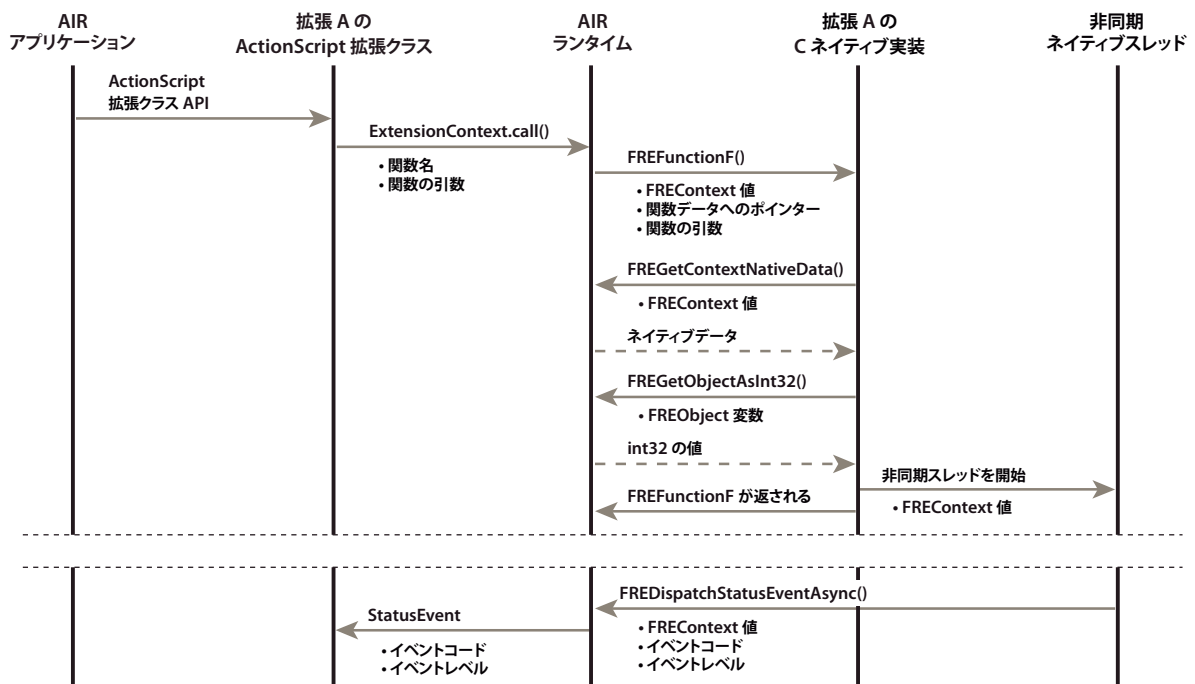 AIR
アプリケーション
拡張 A の
ActionScript 拡張クラス
AIR
ランタイム
拡張 A の
C ネイティブ実装
非同期
ネイティブスレッド
ActionScript
拡張クラス API
ExtensionContext.call()
• 関数名
• 関数の引数
FREFunctionF()
• FREContext 値
• 関数データへのポインター
• 関数の引数
FREGetContextNativeData()
• FREContext 値
ネイティブデータ
FREGetObjectAsInt32()
• FREObject 変数
int32 の値
非同期スレッドを開始
• FREContext 値
FREFunctionF が返される
FREDispatchStatusEventAsync()
• FREContext 値
• イベントコード
• イベントレベル
StatusEvent
• イベントコード
• イベントレベル